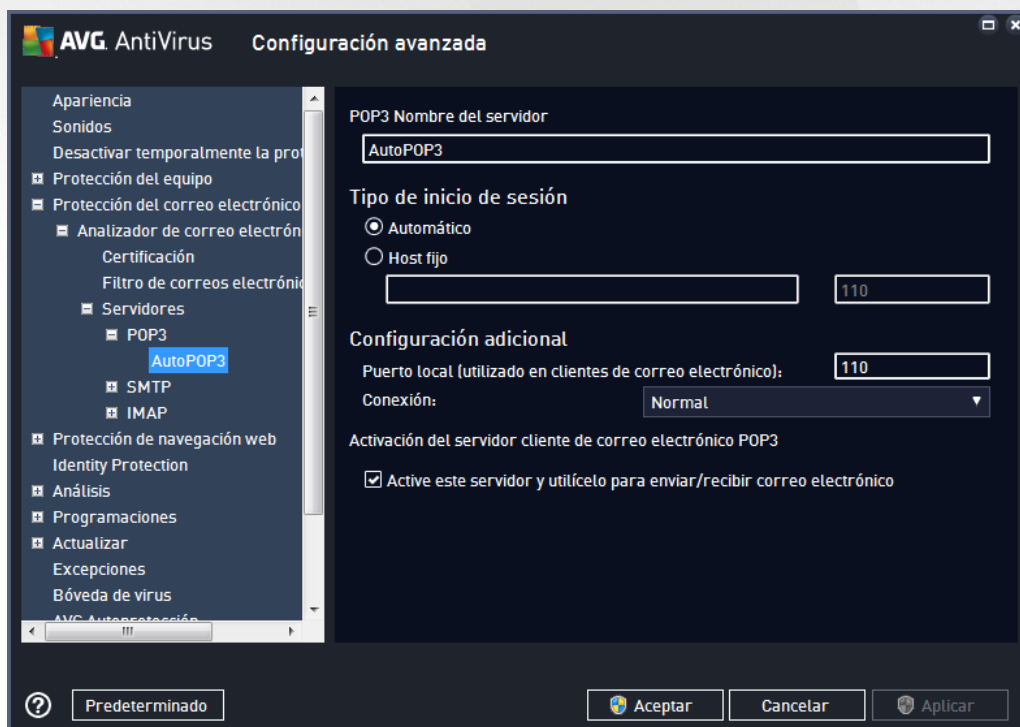 AVG. AntiVirus Configuración avanzada
Apariencia
Sonidos
Desactivar temporalmente la prot
Protección del equipo
Protección del correo electrónico
Analizador de correo electrón
Certificación
Filtro de correos electrónic
Servidores
POP3
AutoPOP3
SMTP
IMAP
Protección de navegación web
Identity Protection
Análisis
Programaciones
Actualizar
Excepciones
Bóveda de virus
AVG Autoprotección
POP3 Nombre del servidor
AutoPOP3
Tipo de inicio de sesión
Automático
Host fijo
110
Configuración adicional
Puerto local (utilizado en clientes de correo electrónico): 110
Conexión: Normal
Activación del servidor cliente de correo electrónico POP3
Active este servidor y utilícelo para enviar/recibir correo electrónico
Predeterminado Aceptar Cancelar Aplicar